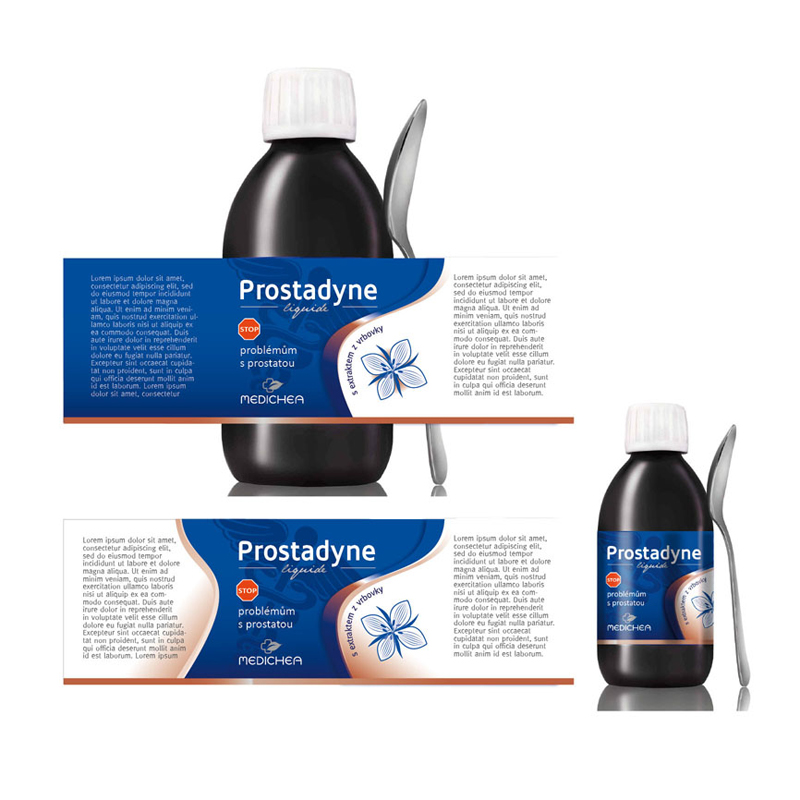 Lorem ipsum dolor sit amet,
consectetur adipiscing elit, sed
do eiusmod tempor incididunt
ut labore et dolore
magna aliqua. Ut enim ad
minim veniam, quis nostrud exercitation
ullamco laboris nisi ut aliquip
ex ea commodo consequat. Duis aute
irure dolor in reprehenderit
in voluptate velit esse cillum
dolore eu fugiat nulla pariatur.
Excepteur sint occaecat cupidatat
non proident, sunt in culpa
qui officia deserunt mollit anim
id est laborum. Lorem ipsum
dolor sit amet, consectetur
Prostadyne
liquide
STOP
problémům
s prostatou
MEDICHEA
s extraktem z vrbovky
Lorem ipsum dolor sit amet,
consectetur adipiscing elit,
sed do eiusmod tempor
incididunt ut labore et dolore
magna aliqua. Ut enim ad
minim veniam, quis nostrud
exercitation ullamco laboris
nisi ut aliquip ex ea com-
modo consequat. Duis aute
irure dolor in reprehenderit
in voluptate velit esse cillum
dolore eu fugiat nulla pariatur.
Excepteur sint occaecat
cupidatat non proident, sunt
in culpa qui officia deserunt
mollit anim id est laborum.
Lorem ipsum dolor sit amet,
consectetur adipiscing elit,
sed do eiusmod tempor
incididunt ut labore et dolore
magna aliqua. Ut enim ad
minim veniam, quis nostrud
exercitation ullamco laboris
nisi ut aliquip ex ea com-
modo consequat. Duis aute
irure dolor in reprehenderit
in voluptate velit esse cillum
dolore eu fugiat nulla pariatur.
Excepteur sint occaecat cupida-
tat non proident, sunt in culpa
qui officia deserunt mollit anim
id est laborum. Lorem ipsum
Prostadyne
liquide
STOP
problémům
s prostatou
MEDICHEA
s extraktem z vrbovky
Lorem ipsum dolor sit amet,
consectetur adipiscing elit,
sed do eiusmod tempor
incididunt ut labore et dolore
magna aliqua. Ut enim ad
minim veniam, quis nostrud
exercitation ullamco laboris
nisi ut aliquip ex ea com-
modo consequat. Duis aute
irure dolor in reprehenderit
in voluptate velit esse cillum
dolore eu fugiat nulla pariatur.
Excepteur sint occaecat
cupidatat non proident, sunt
in culpa qui officia deserunt
mollit anim id est laborum.
Prostadyne
liquide
STOP
problémům
s prostatou
MEDICHEA
s extraktem z vrbovky